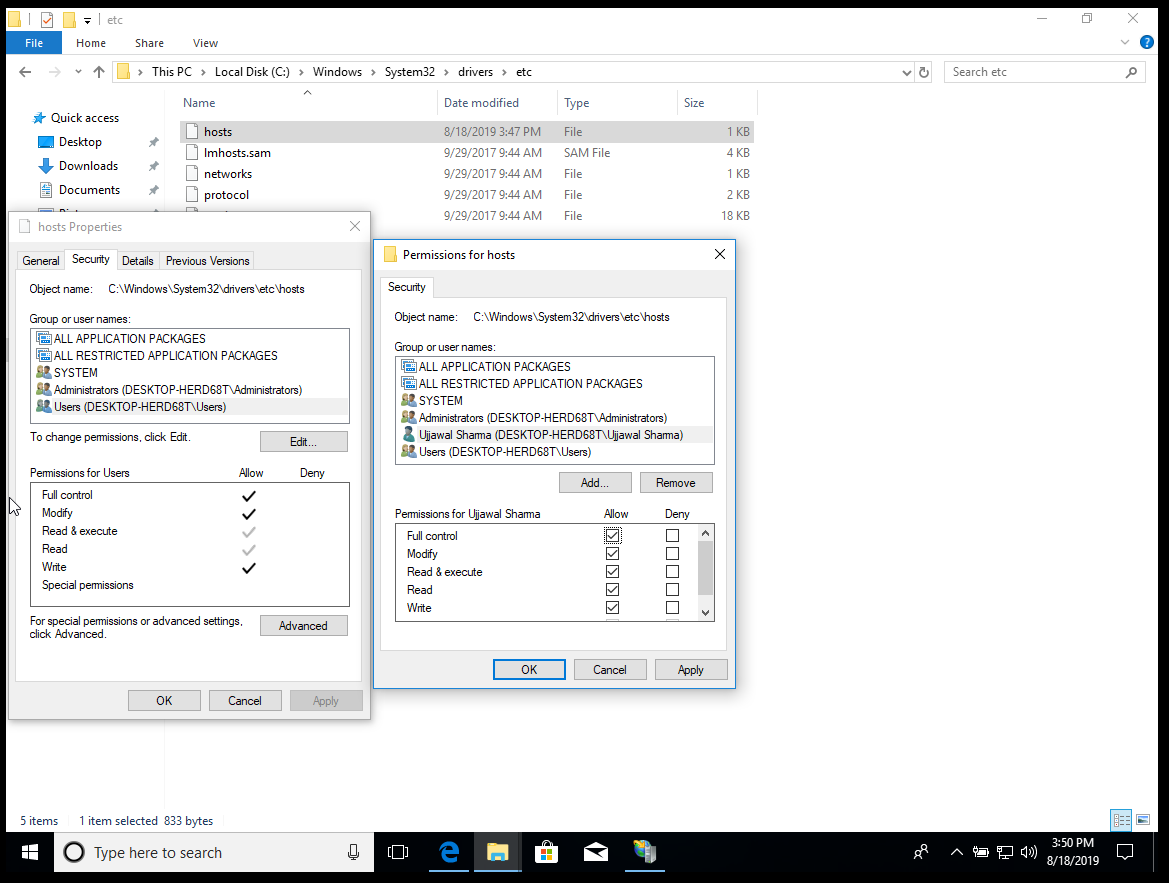 etc
File Home Share View
This PC Local Disk (C:) Windows System32 drivers etc
Search etc
Name Date modified Type Size
Quick access
Desktop
Downloads
Documents
hosts 8/18/2019 3:47 PM File 1 KB
lmhosts.sam 9/29/2017 9:44 AM SAM File 4 KB
networks 9/29/2017 9:44 AM File 1 KB
protocol 9/29/2017 9:44 AM File 2 KB
9/29/2017 9:44 AM File 18 KB
hosts Properties
General Security Details Previous Versions
Object name: C:\Windows\System32\drivers\etc\hosts
Group or user names:
ALL APPLICATION PACKAGES
ALL RESTRICTED APPLICATION PACKAGES
SYSTEM
Administrators (DESKTOP-HERD68T\Administrators)
Users (DESKTOP-HERD68T\Users)
To change permissions, click Edit.
Edit...
Permissions for Users Allow Deny
Full control
Modify
Read & execute
Read
Write
Special permissions
For special permissions or advanced settings,
click Advanced.
Advanced
OK Cancel Apply
Permissions for hosts
Security
Object name: C:\Windows\System32\drivers\etc\hosts
Group or user names:
ALL APPLICATION PACKAGES
ALL RESTRICTED APPLICATION PACKAGES
SYSTEM
Administrators (DESKTOP-HERD68T\Administrators)
Ujjawal Sharma (DESKTOP-HERD68T\Ujjawal Sharma)
Users (DESKTOP-HERD68T\Users)
Add... Remove
Permissions for Ujjawal Sharma Allow Deny
Full control
Modify
Read & execute
Read
Write
OK Cancel Apply
5 items 1 item selected 833 bytes
Type here to search
3:50 PM
8/18/2019